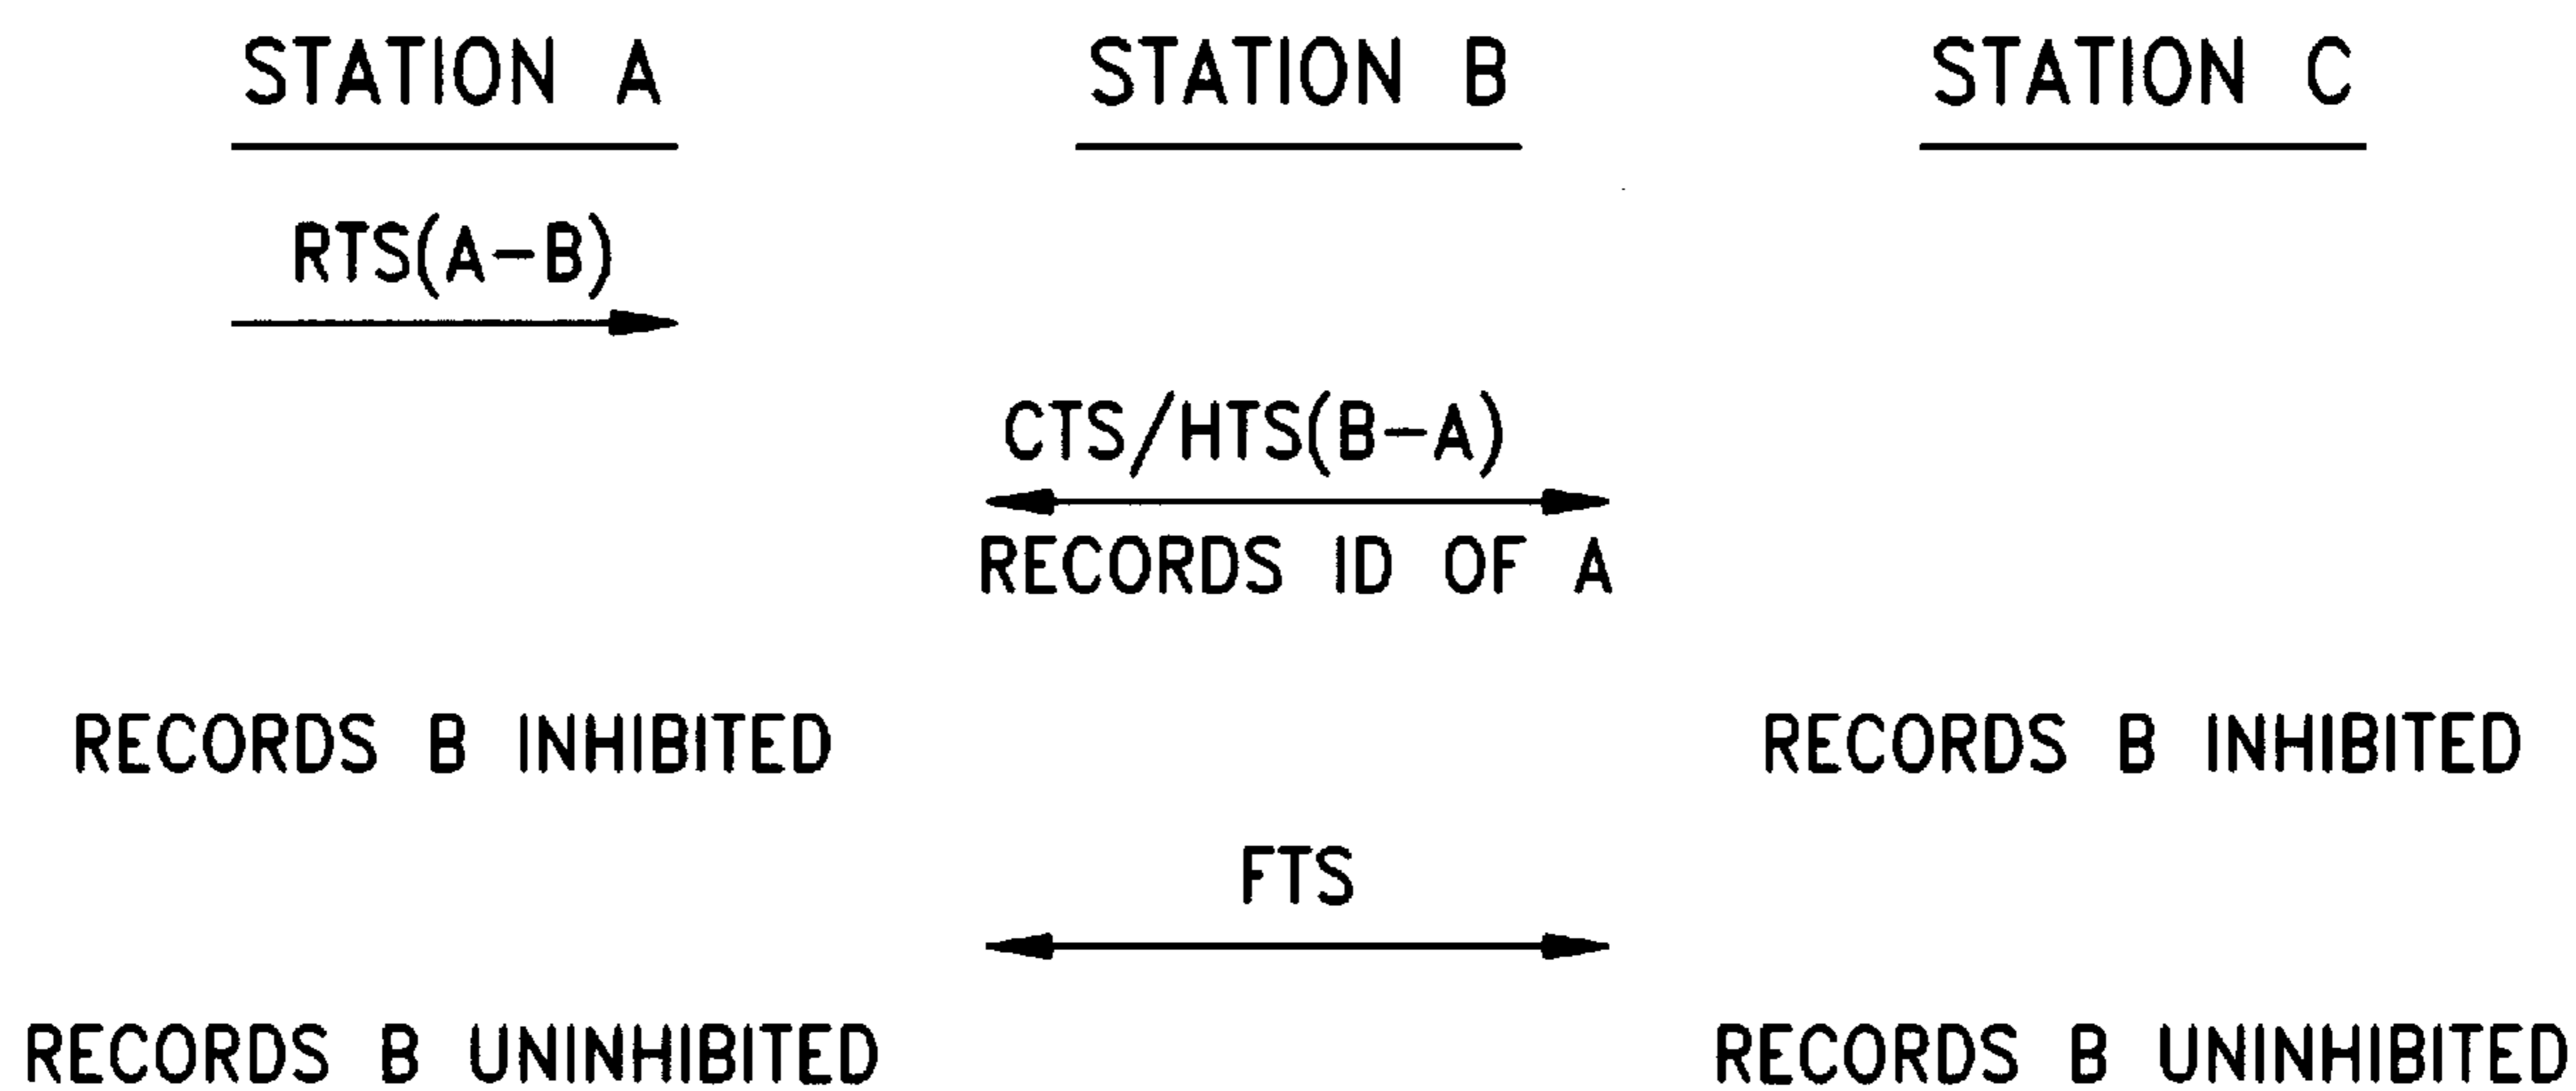 STATION A
STATION B
STATION C
RTS(A-B)
CTS/HTS(B-A)
RECORDS ID OF A
RECORDS B INHIBITED
RECORDS B INHIBITED
FTS
RECORDS B UNINHIBITED
RECORDS B UNINHIBITED